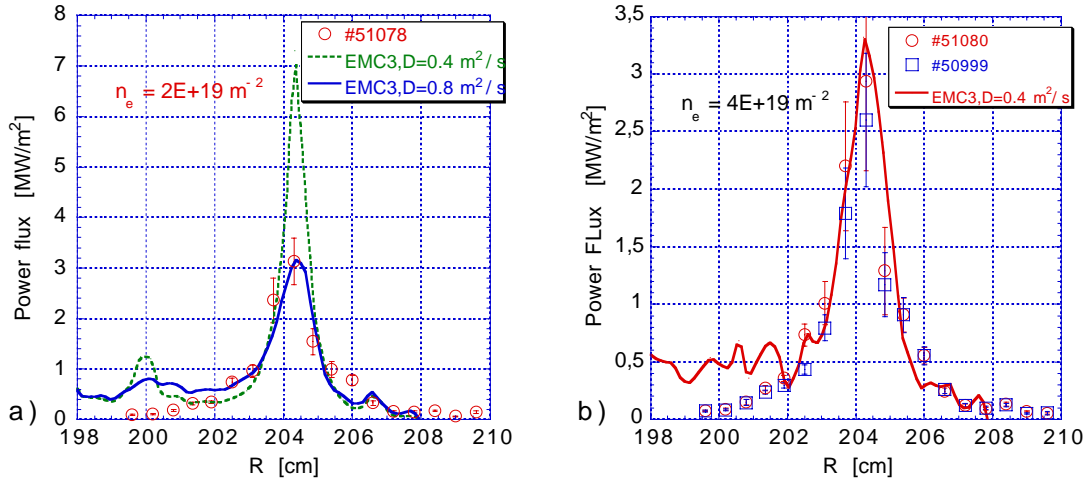 8
7
6
5
4
3
2
1
0
Power flux [MW/m²]
#51078
EMC3,D=0.4 m²/s
EMC3,D=0.8 m²/s
n_e = 2E+19 m⁻²
a)
198 200 202 204 206 208 210
R [cm]
3,5
3
2,5
2
1,5
1
0,5
0
Power FLux [MW/m²]
#51080
#50999
EMC3,D=0.4 m²/s
n_e = 4E+19 m⁻²
b)
198 200 202 204 206 208 210
R [cm]